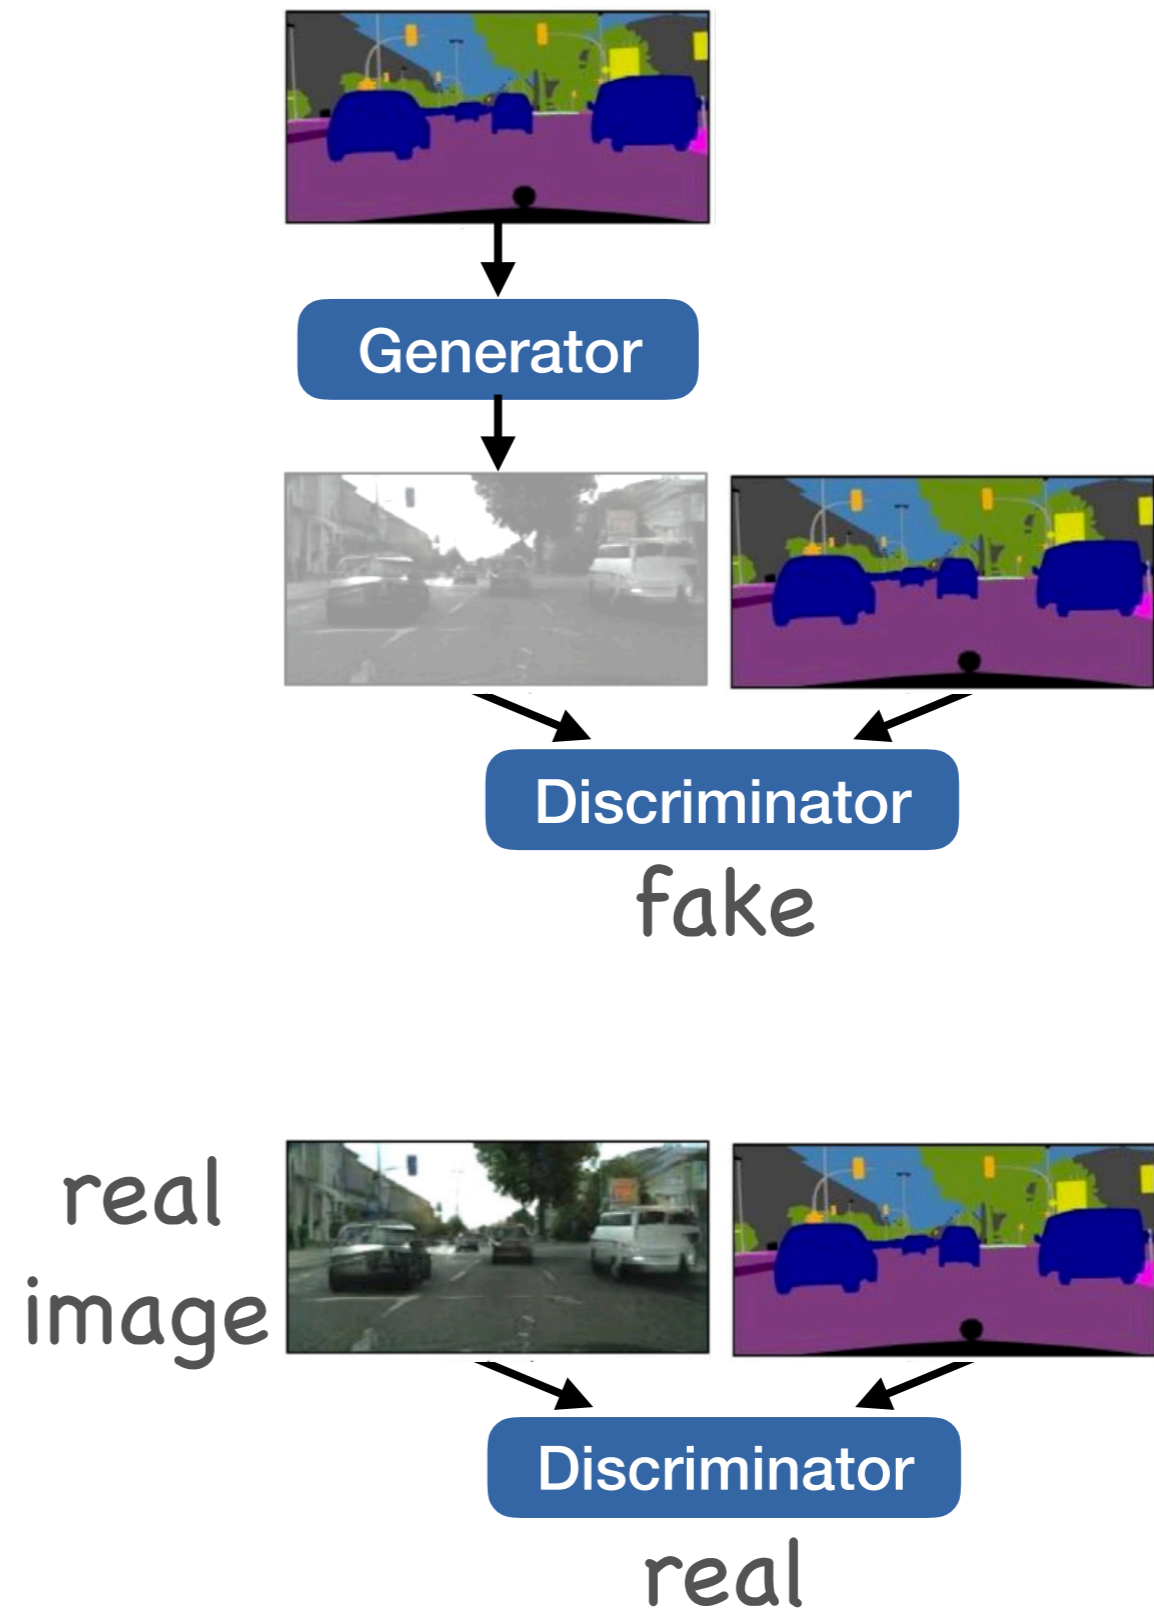 Generator
Discriminator
fake
real
image
Discriminator
real